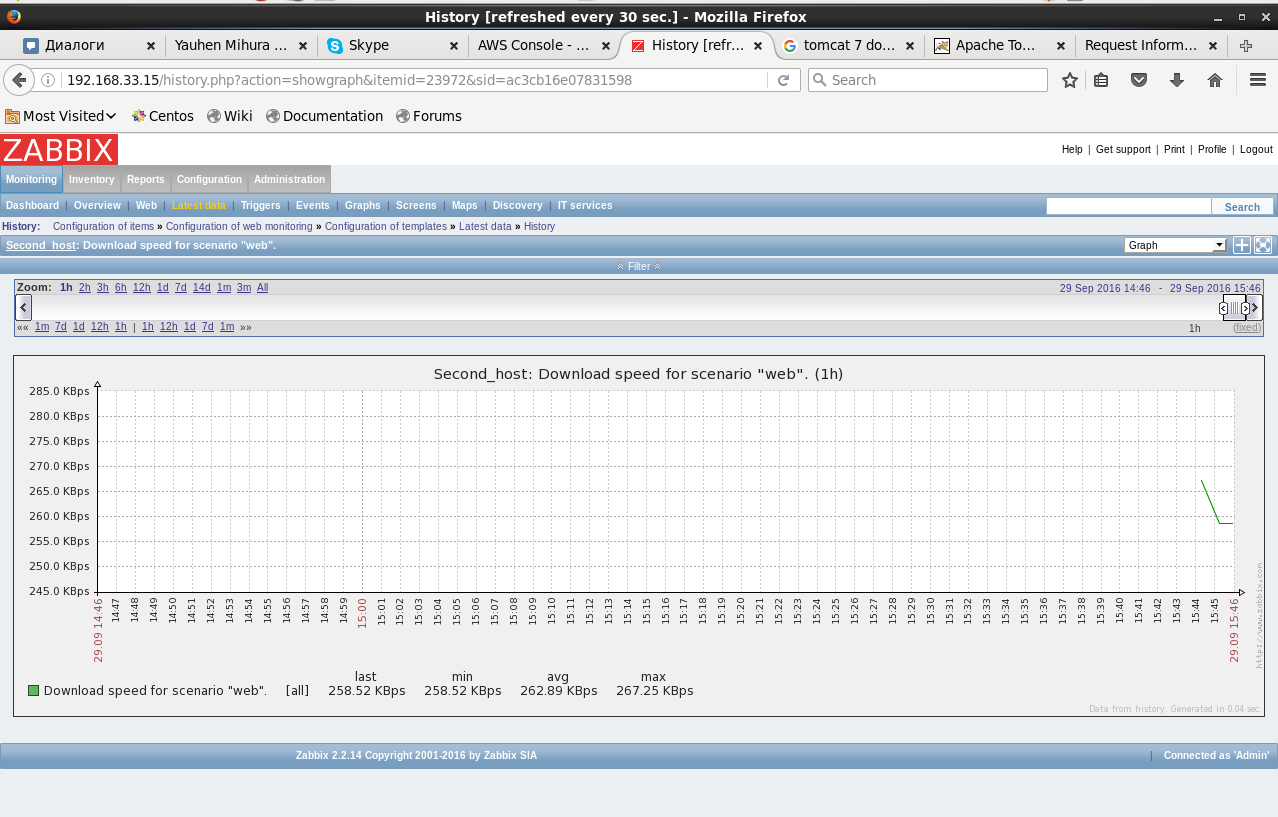 History [refreshed every 30 sec.] - Mozilla Firefox
Диалоги
Yauhen Mihura ...
Skype
AWS Console - ...
History [refr...
tomcat 7 do...
Apache To...
Request Inform...
192.168.33.15/history.php?action=showgraph&itemid=23972&sid=ac3cb16e07831598
Search
Most Visited
Centos
Wiki
Documentation
Forums
ZABBIX
Help | Get support | Print | Profile | Logout
Monitoring Inventory Reports Configuration Administration
Dashboard | Overview | Web | Latest data | Triggers | Events | Graphs | Screens | Maps | Discovery | IT services
Search
History: Configuration of items » Configuration of web monitoring » Configuration of templates » Latest data » History
Second_host: Download speed for scenario "web".
Graph
Filter
Zoom: 1h 2h 3h 6h 12h 1d 7d 14d 1m 3m All
29 Sep 2016 14:46 - 29 Sep 2016 15:46
«« 1m 7d 1d 12h 1h | 1h 12h 1d 7d 1m »»
1h (fixed)
Second_host: Download speed for scenario "web". (1h)
285.0 KBps
280.0 KBps
275.0 KBps
270.0 KBps
265.0 KBps
260.0 KBps
255.0 KBps
250.0 KBps
245.0 KBps
29.09 14:46
14:47
14:48
14:49
14:50
14:51
14:52
14:53
14:54
14:55
14:56
14:57
14:58
14:59
15:00
15:01
15:02
15:03
15:04
15:05
15:06
15:07
15:08
15:09
15:10
15:11
15:12
15:13
15:14
15:15
15:16
15:17
15:18
15:19
15:20
15:21
15:22
15:23
15:24
15:25
15:26
15:27
15:28
15:29
15:30
15:31
15:32
15:33
15:34
15:35
15:36
15:37
15:38
15:39
15:40
15:41
15:42
15:43
15:44
15:45
29.09 15:46
http://www.zabbix.com
last min avg max
Download speed for scenario "web". [all] 258.52 KBps 258.52 KBps 262.89 KBps 267.25 KBps
Data from history. Generated in 0.04 sec.
Zabbix 2.2.14 Copyright 2001-2016 by Zabbix SIA
| Connected as 'Admin'